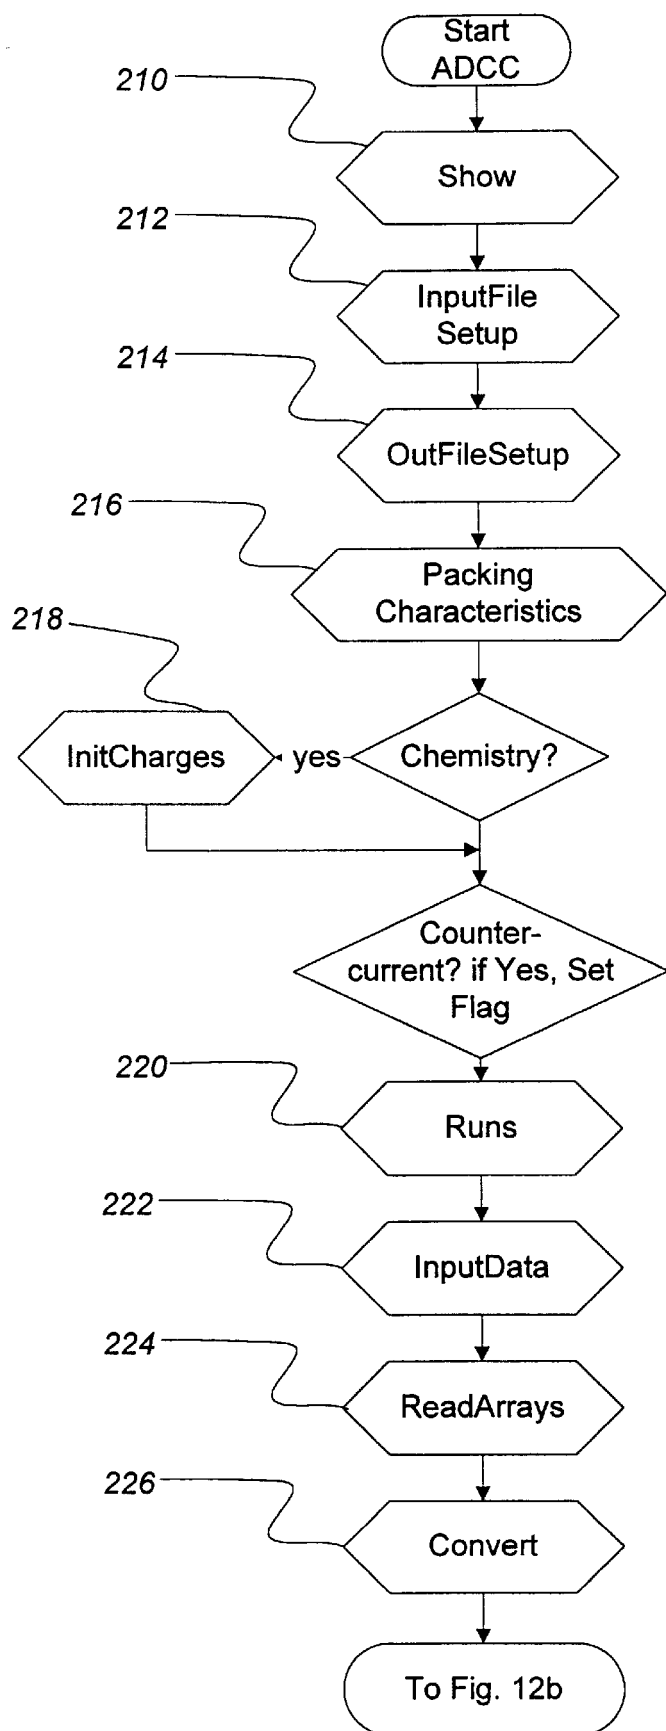 Start
ADCC
210
Show
212
InputFile
Setup
214
OutFileSetup
216
Packing
Characteristics
218
InitCharges
yes
Chemistry?
Counter-
current? if Yes, Set
Flag
220
Runs
222
InputData
224
ReadArrays
226
Convert
To Fig. 12b